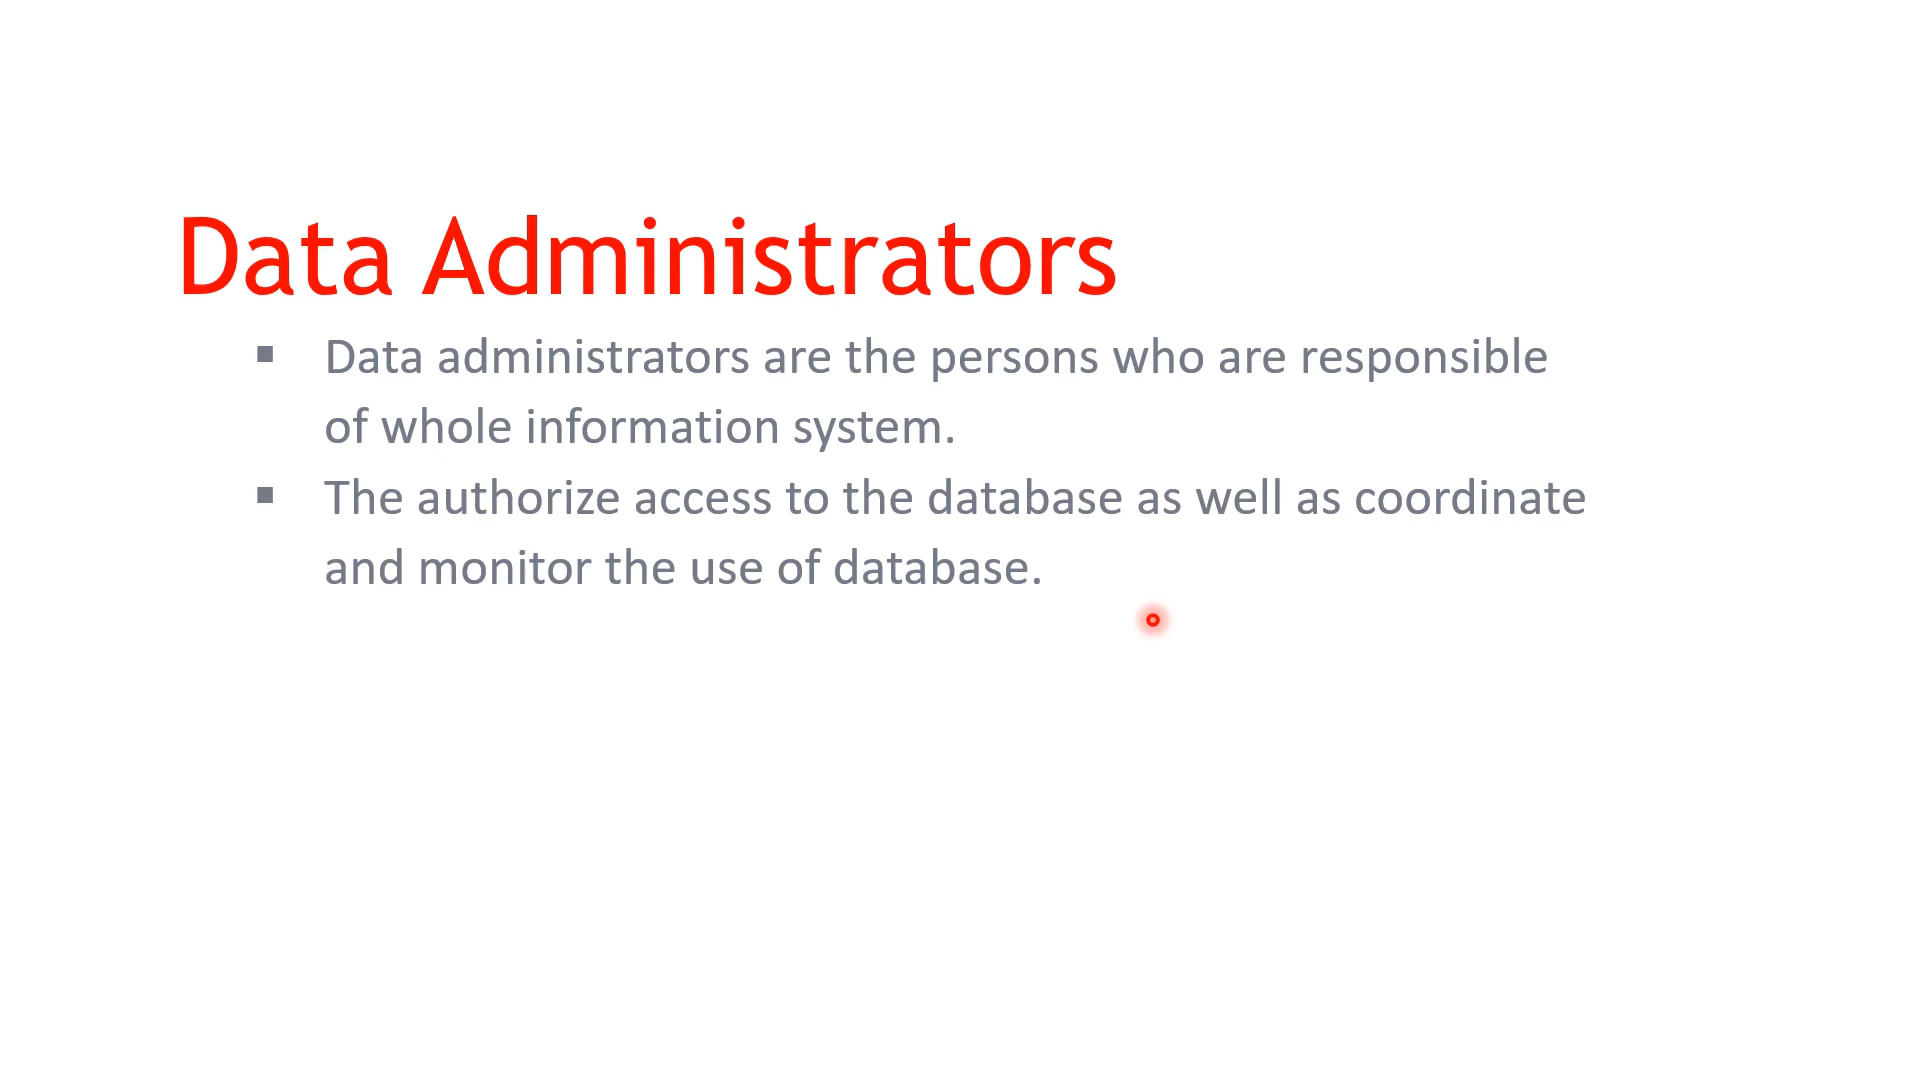 Data Administrators
▪ Data administrators are the persons who are responsible
of whole information system.
▪ The authorize access to the database as well as coordinate
and monitor the use of database.